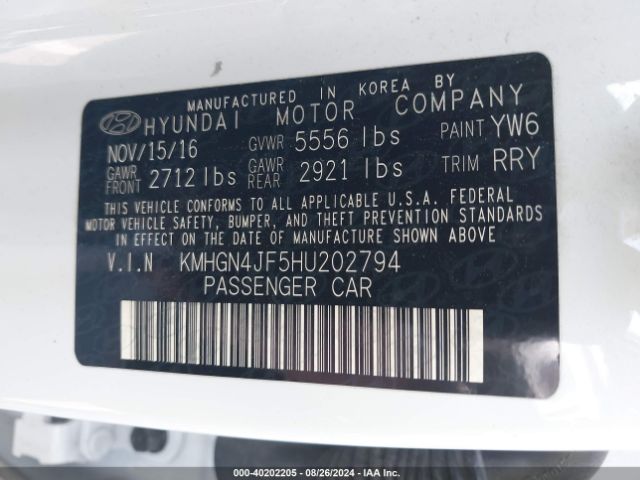 MANUFACTURED IN KOREA BY
HYUNDAI MOTOR COMPANY
NOV/15/16 GVWR 5556 lbs PAINT YW6
GAWR FRONT 2712 lbs GAWR REAR 2921 lbs TRIM RRY
THIS VEHICLE CONFORMS TO ALL APPLICABLE U.S.A. FEDERAL
MOTOR VEHICLE SAFETY, BUMPER, AND THEFT PREVENTION STANDARDS
IN EFFECT ON THE DATE OF MANUFACTURE SHOWN ABOVE.
V.I.N KMHGN4JF5HU202794
PASSENGER CAR
000-40202205 - 08/26/2024 - IAA Inc.